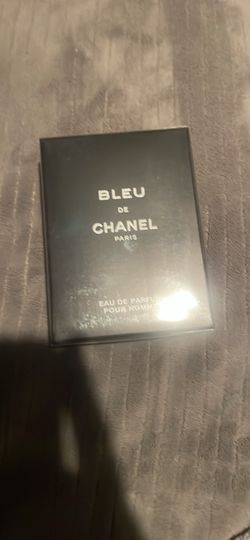 BLEU
DE
CHANEL
PARIS
EAU DE PARFUM
POUR HOMME